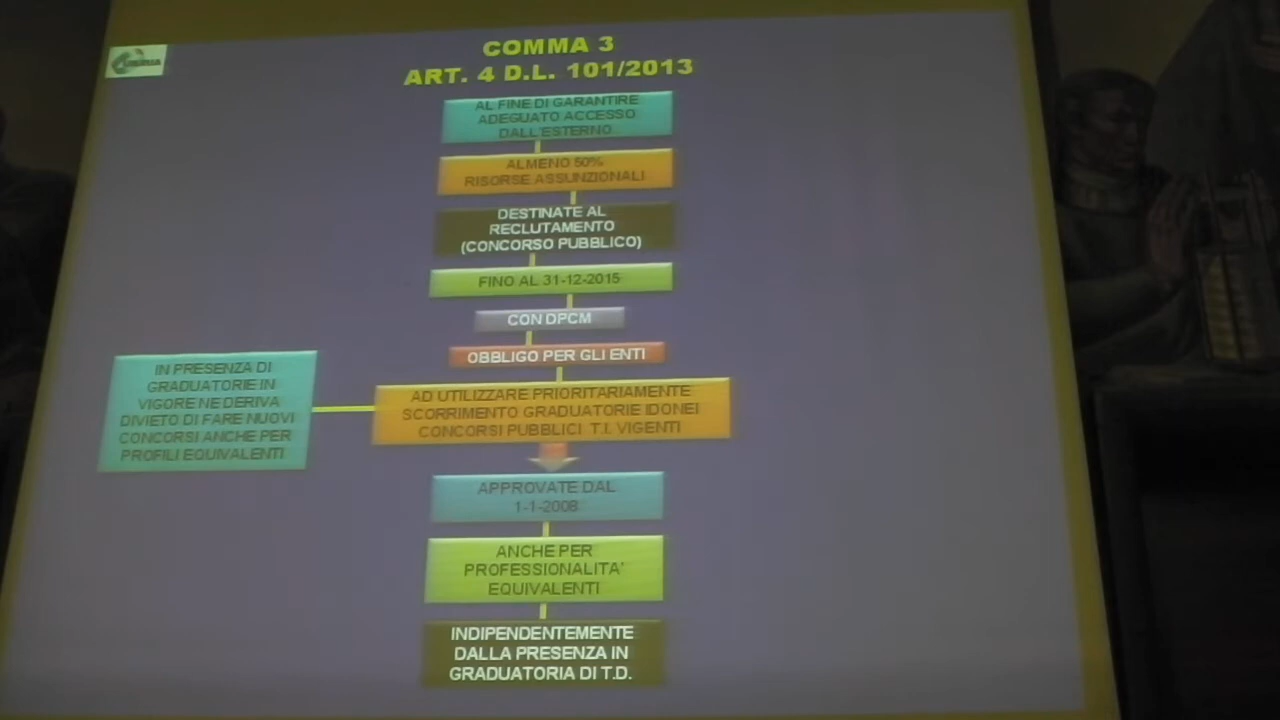 COMMA 3
ART. 4 D.L. 101/2013
AL FINE DI GARANTIRE
ADEGUATO ACCESSO
DALL'ESTERNO
ALMENO 50%
RISORSE ASSUNZIONALI
DESTINATE AL
RECLUTAMENTO
(CONCORSO PUBBLICO)
FINO AL 31-12-2015
CON DPCM
OBBLIGO PER GLI ENTI
IN PRESENZA DI
GRADUATORIE IN
VIGORE NE DERIVA
DIVIETO DI FARE NUOVI
CONCORSI ANCHE PER
PROFILI EQUIVALENTI
AD UTILIZZARE PRIORITARIAMENTE
SCORRIMENTO GRADUATORIE IDONEI
CONCORSI PUBBLICI T.I. VIGENTI
APPROVATE DAL
1-1-2008
ANCHE PER
PROFESSIONALITA'
EQUIVALENTI
INDIPENDENTEMENTE
DALLA PRESENZA IN
GRADUATORIA DI T.D.